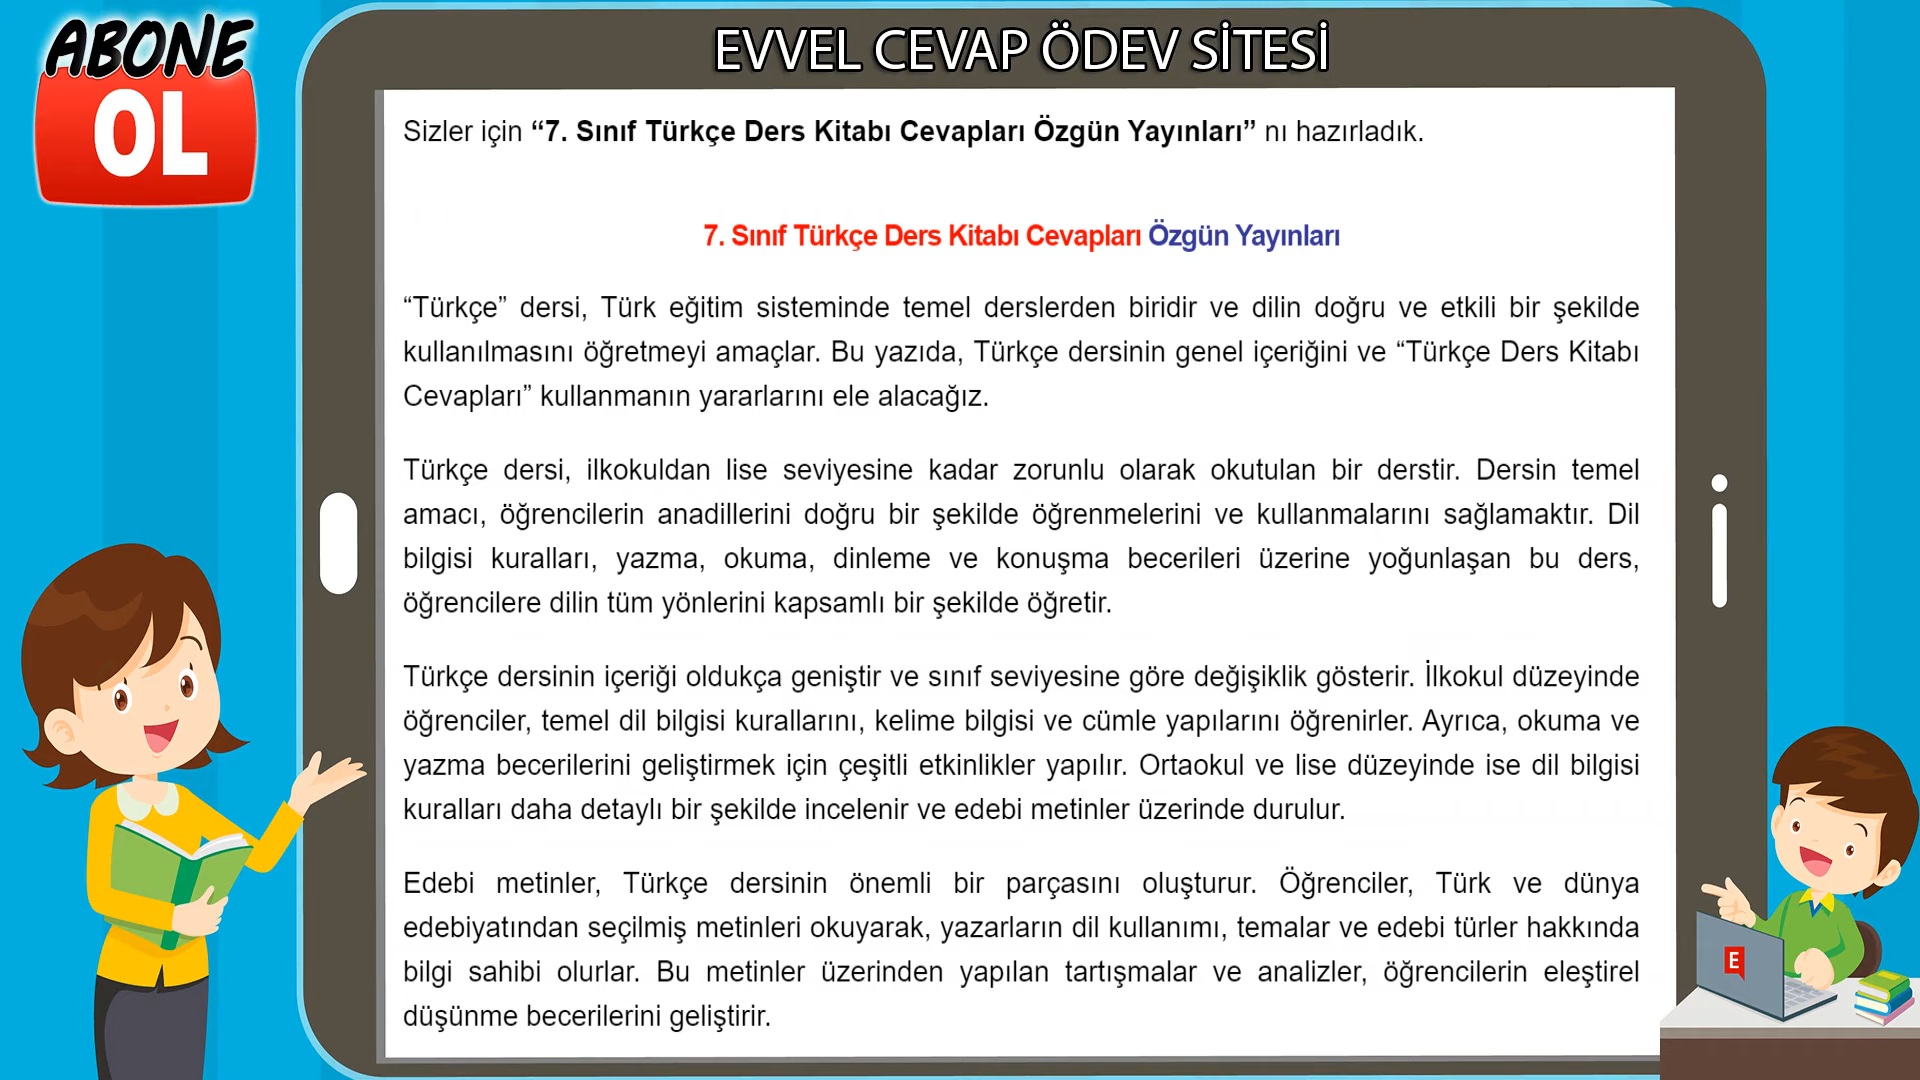 ABONE
OL
EVVEL CEVAP ÖDEV SİTESİ
Sizler için “7. Sınıf Türkçe Ders Kitabı Cevapları Özgün Yayınları” nı hazırladık.
7. Sınıf Türkçe Ders Kitabı Cevapları Özgün Yayınları
“Türkçe” dersi, Türk eğitim sisteminde temel derslerden biridir ve dilin doğru ve etkili bir şekilde
kullanılmasını öğretmeyi amaçlar. Bu yazıda, Türkçe dersinin genel içeriğini ve “Türkçe Ders Kitabı
Cevapları” kullanmanın yararlarını ele alacağız.
Türkçe dersi, ilkokuldan lise seviyesine kadar zorunlu olarak okutulan bir derstir. Dersin temel
amacı, öğrencilerin anadillerini doğru bir şekilde öğrenmelerini ve kullanmalarını sağlamaktır. Dil
bilgisi kuralları, yazma, okuma, dinleme ve konuşma becerileri üzerine yoğunlaşan bu ders,
öğrencilere dilin tüm yönlerini kapsamlı bir şekilde öğretir.
Türkçe dersinin içeriği oldukça geniştir ve sınıf seviyesine göre değişiklik gösterir. İlkokul düzeyinde
öğrenciler, temel dil bilgisi kurallarını, kelime bilgisi ve cümle yapılarını öğrenirler. Ayrıca, okuma ve
yazma becerilerini geliştirmek için çeşitli etkinlikler yapılır. Ortaokul ve lise düzeyinde ise dil bilgisi
kuralları daha detaylı bir şekilde incelenir ve edebi metinler üzerinde durulur.
Edebi metinler, Türkçe dersinin önemli bir parçasını oluşturur. Öğrenciler, Türk ve dünya
edebiyatından seçilmiş metinleri okuyarak, yazarların dil kullanımı, temalar ve edebi türler hakkında
bilgi sahibi olurlar. Bu metinler üzerinden yapılan tartışmalar ve analizler, öğrencilerin eleştirel
düşünme becerilerini geliştirir.
E